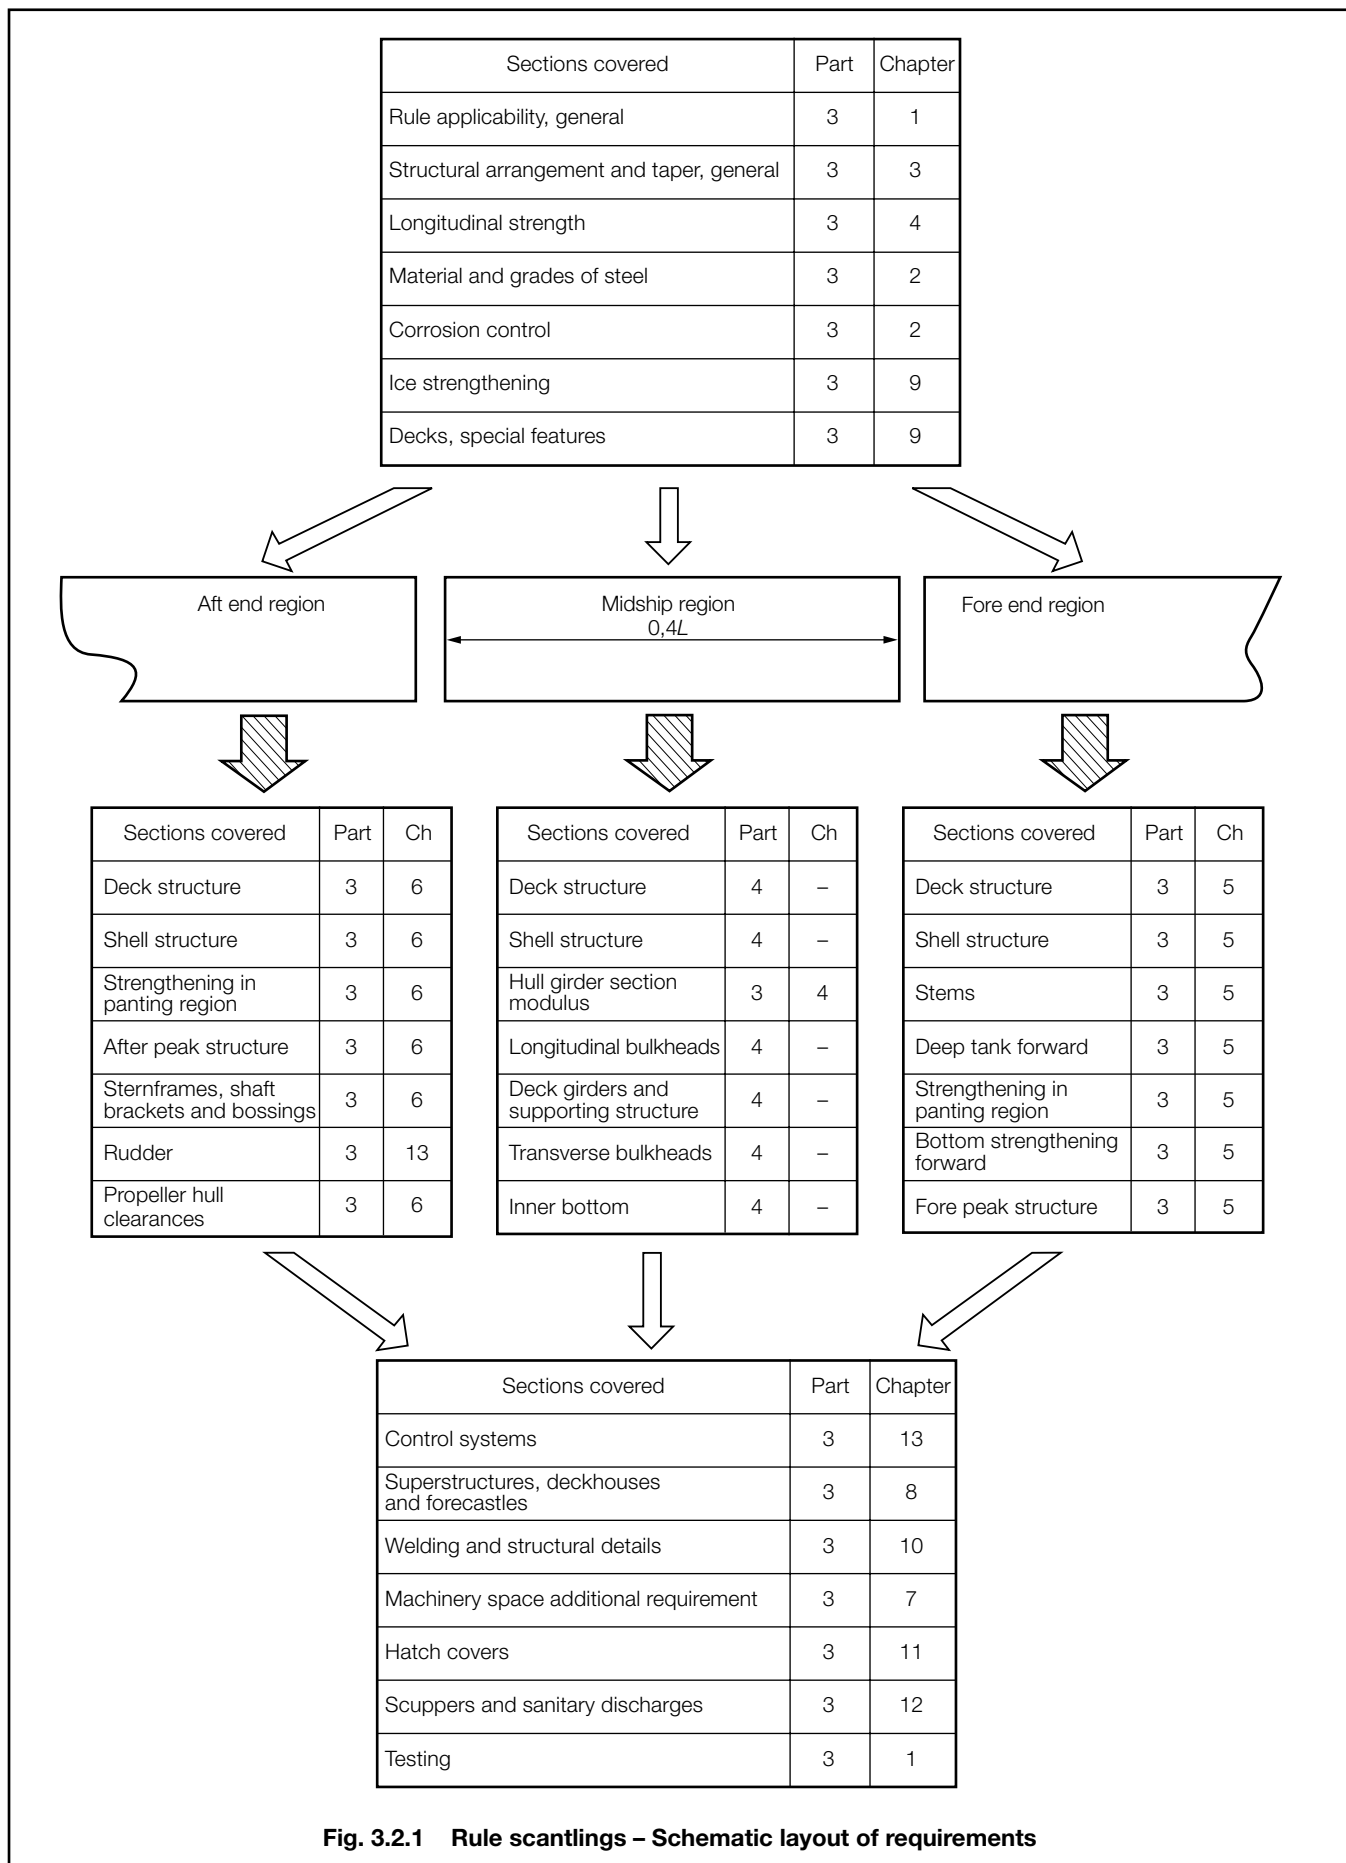 Sections covered Part Chapter
Rule applicability, general 3 1
Structural arrangement and taper, general 3 3
Longitudinal strength 3 4
Material and grades of steel 3 2
Corrosion control 3 2
Ice strengthening 3 9
Decks, special features 3 9
Aft end region
Midship region
0,4L
Fore end region
Sections covered Part Ch
Deck structure 3 6
Shell structure 3 6
Strengthening in
panting region 3 6
After peak structure 3 6
Sternframes, shaft
brackets and bossings 3 6
Rudder 3 13
Propeller hull
clearances 3 6
Sections covered Part Ch
Deck structure 4 –
Shell structure 4 –
Hull girder section
modulus 3 4
Longitudinal bulkheads 4 –
Deck girders and
supporting structure 4 –
Transverse bulkheads 4 –
Inner bottom 4 –
Sections covered Part Ch
Deck structure 3 5
Shell structure 3 5
Stems 3 5
Deep tank forward 3 5
Strengthening in
panting region 3 5
Bottom strengthening
forward 3 5
Fore peak structure 3 5
Sections covered Part Chapter
Control systems 3 13
Superstructures, deckhouses
and forecastles 3 8
Welding and structural details 3 10
Machinery space additional requirement 3 7
Hatch covers 3 11
Scuppers and sanitary discharges 3 12
Testing 3 1
Fig. 3.2.1 Rule scantlings – Schematic layout of requirements